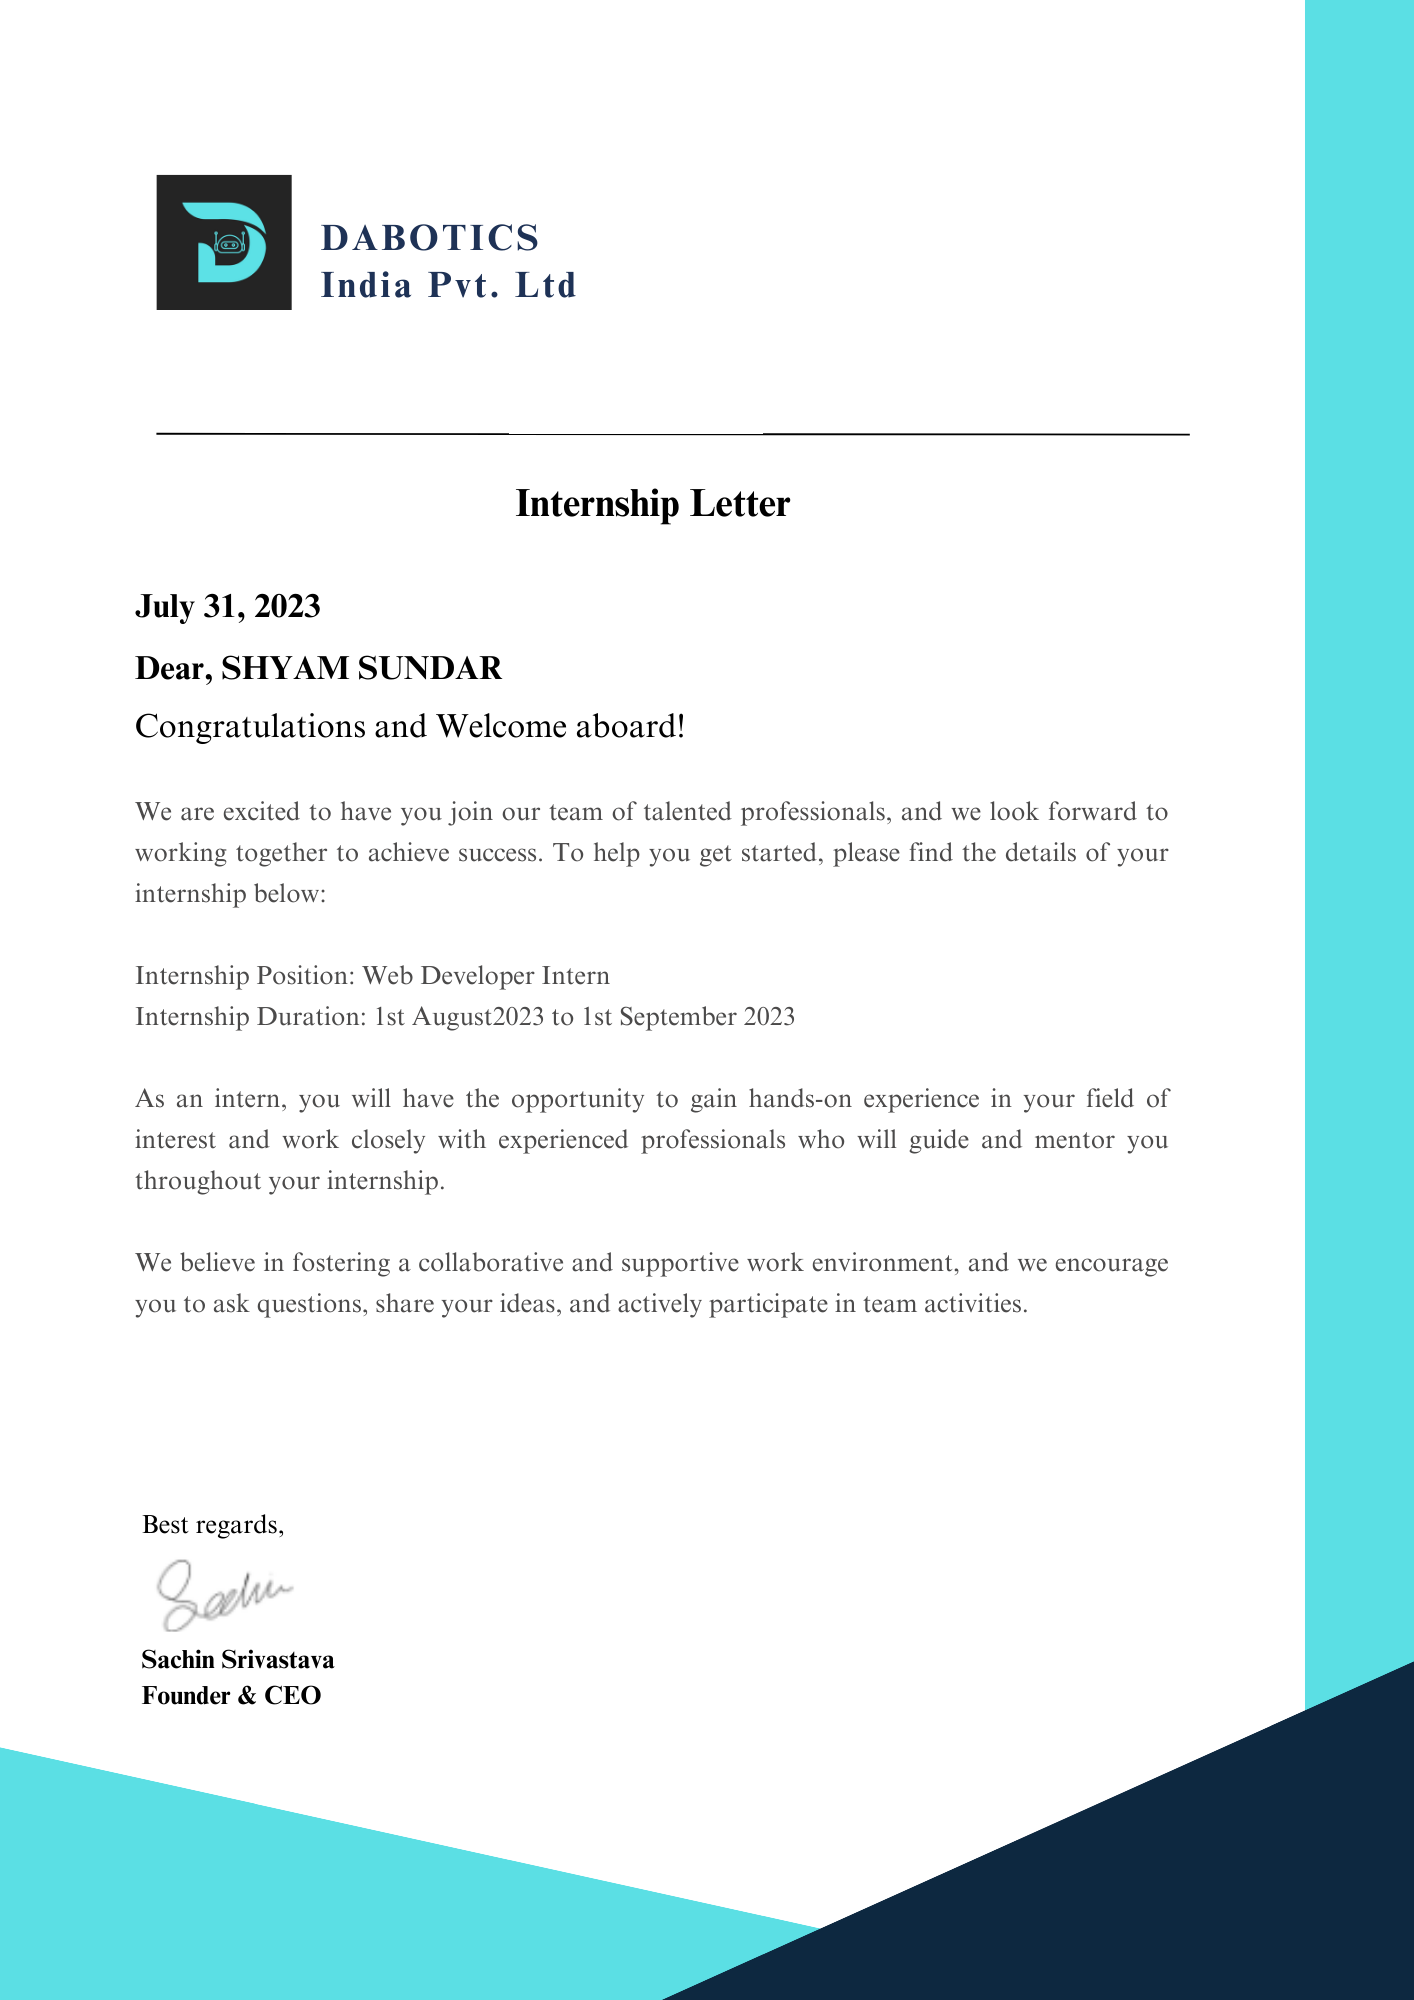 DABOTICS
India Pvt. Ltd
Internship Letter
July 31, 2023
Dear, SHYAM SUNDAR
Congratulations and Welcome aboard!
We are excited to have you join our team of talented professionals, and we look forward to
working together to achieve success. To help you get started, please find the details of your
internship below:
Internship Position: Web Developer Intern
Internship Duration: 1st August2023 to 1st September 2023
As an intern, you will have the opportunity to gain hands-on experience in your field of
interest and work closely with experienced professionals who will guide and mentor you
throughout your internship.
We believe in fostering a collaborative and supportive work environment, and we encourage
you to ask questions, share your ideas, and actively participate in team activities.
Best regards,
Sachin
Sachin Srivastava
Founder & CEO